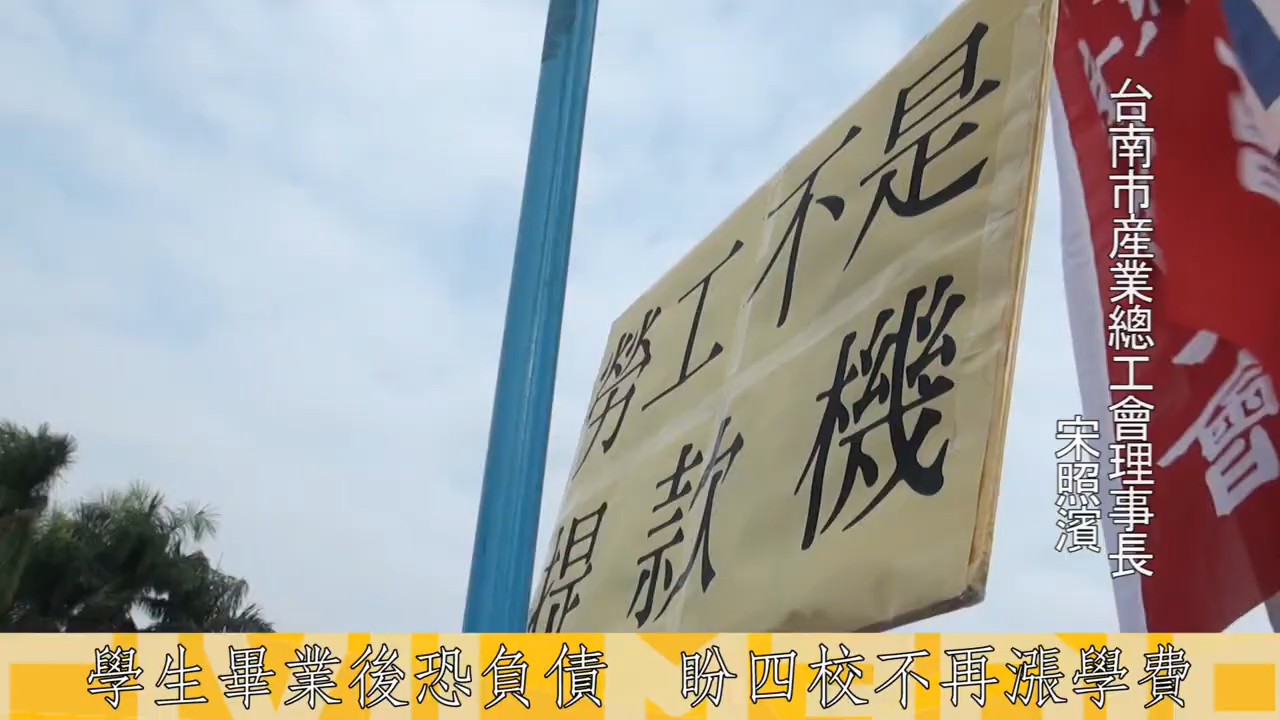 勞工不是
提款機
會
台南市產業總工會理事長
宋照濱
學生畢業後恐負債　盼四校不再漲學費